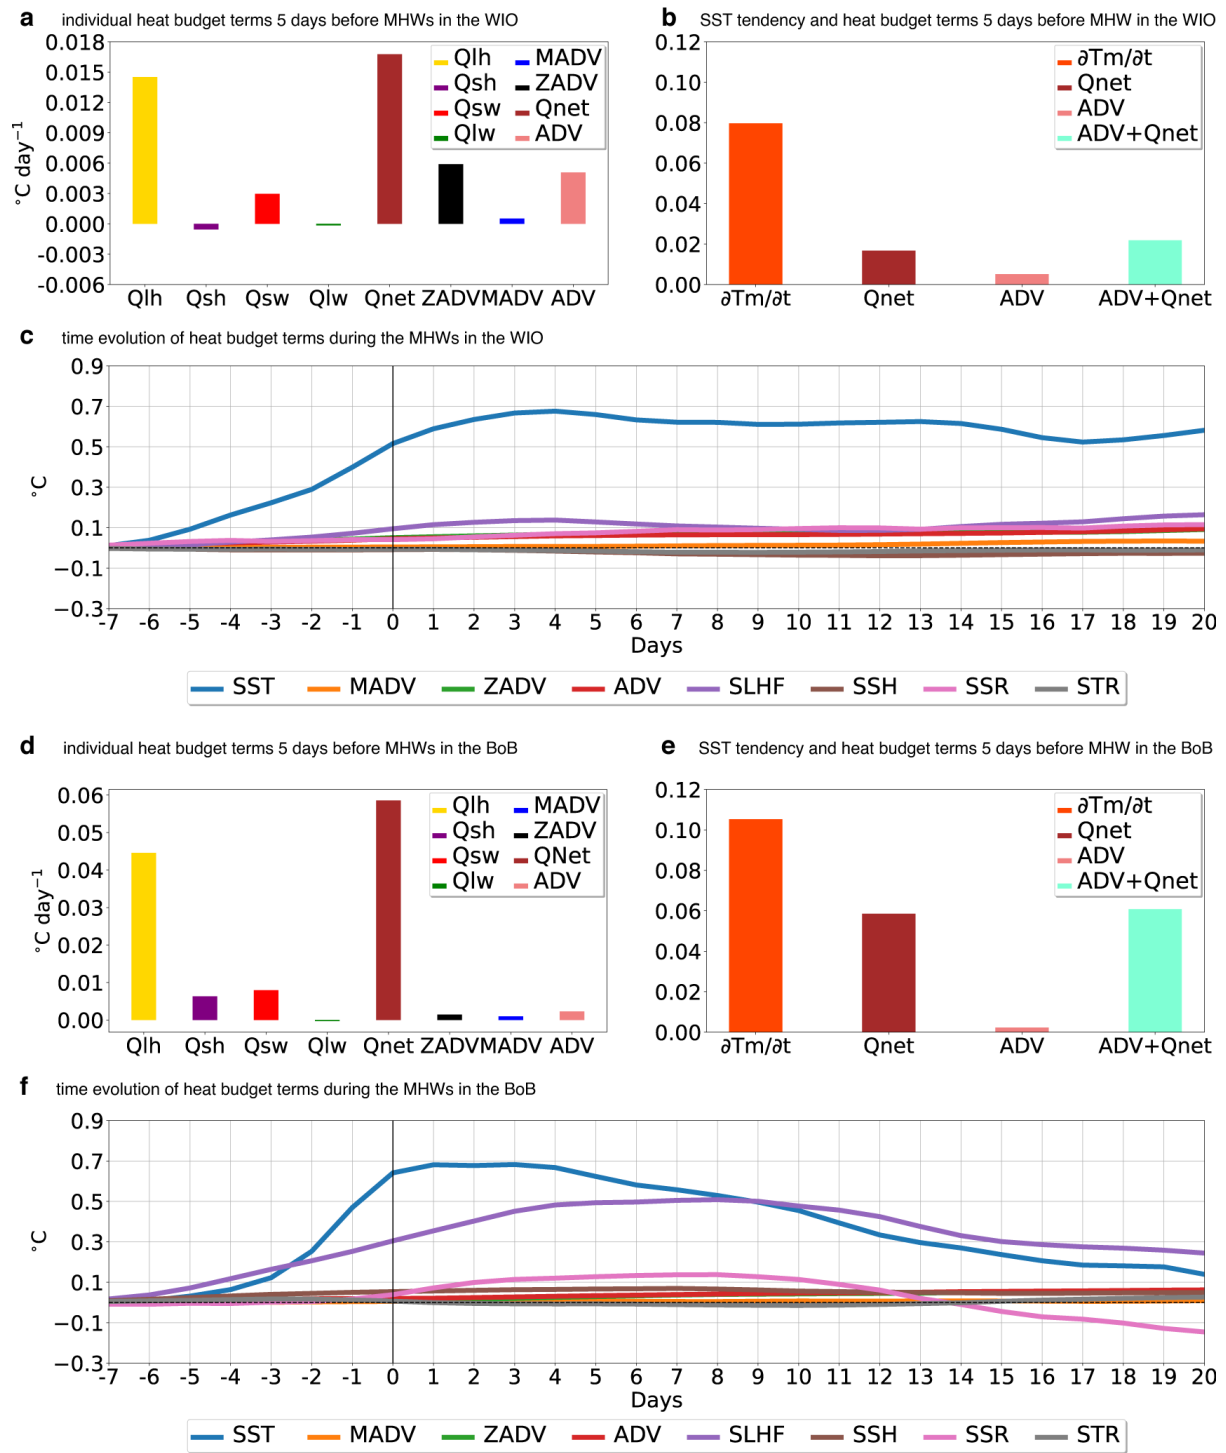 a individual heat budget terms 5 days before MHWs in the WIO
0.018
0.015
0.012
0.009
0.006
0.003
0.000
-0.003
-0.006
°C day⁻¹
Qlh MADV
Qsh ZADV
Qsw Qnet
Qlw ADV
Qlh Qsh Qsw Qlw Qnet ZADV MADV ADV
b SST tendency and heat budget terms 5 days before MHW in the WIO
0.12
0.10
0.08
0.06
0.04
0.02
0.00
∂Tm/∂t
Qnet
ADV
ADV+Qnet
∂Tm/∂t Qnet ADV ADV+Qnet
c time evolution of heat budget terms during the MHWs in the WIO
0.9
0.7
0.5
0.3
0.1
−0.1
−0.3
°C
-7 -6 -5 -4 -3 -2 -1 0 1 2 3 4 5 6 7 8 9 10 11 12 13 14 15 16 17 18 19 20
Days
SST MADV ZADV ADV SLHF SSH SSR STR
d individual heat budget terms 5 days before MHWs in the BoB
0.06
0.05
0.04
0.03
0.02
0.01
0.00
°C day⁻¹
Qlh MADV
Qsh ZADV
Qsw QNet
Qlw ADV
Qlh Qsh Qsw Qlw Qnet ZADV MADV ADV
e SST tendency and heat budget terms 5 days before MHW in the BoB
0.12
0.10
0.08
0.06
0.04
0.02
0.00
∂Tm/∂t
Qnet
ADV
ADV+Qnet
∂Tm/∂t Qnet ADV ADV+Qnet
f time evolution of heat budget terms during the MHWs in the BoB
0.9
0.7
0.5
0.3
0.1
−0.1
−0.3
°C
-7 -6 -5 -4 -3 -2 -1 0 1 2 3 4 5 6 7 8 9 10 11 12 13 14 15 16 17 18 19 20
Days
SST MADV ZADV ADV SLHF SSH SSR STR